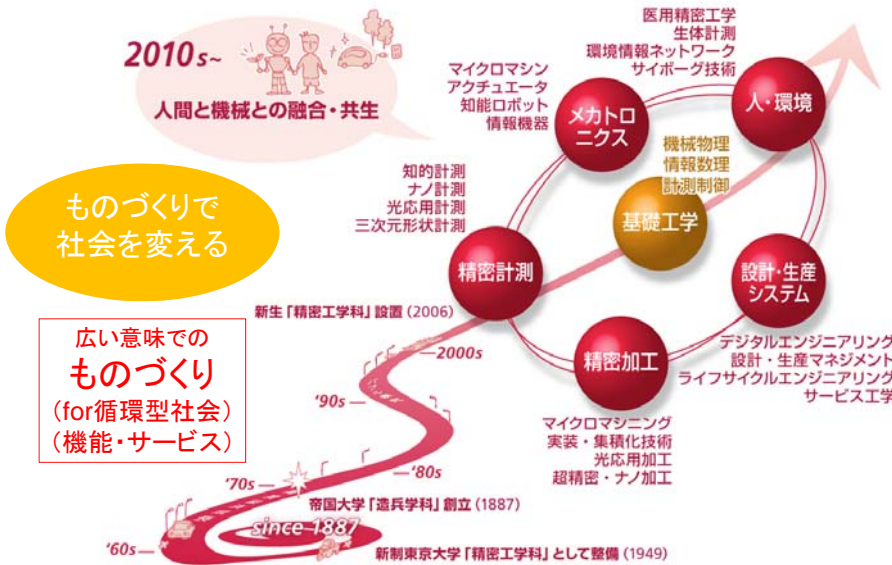 2010s~
人間と機械との融合・共生
医用精密工学
生体計測
環境情報ネットワーク
サイボーグ技術
人・環境
マイクロマシン
アクチュエータ
知能ロボット
情報機器
メカトロ
ニクス
機械物理
情報数理
計測制御
基礎工学
知的計測
ナノ計測
光応用計測
三次元形状計測
精密計測
設計・生産
システム
デジタルエンジニアリング
設計・生産マネジメント
ライフサイクルエンジニアリング
サービス工学
精密加工
マイクロマシニング
実装・集積化技術
光応用加工
超精密・ナノ加工
ものづくりで
社会を変える
広い意味での
ものづくり
(for循環型社会)
(機能・サービス)
新生「精密工学科」設置 (2006)
2000s
'90s
'80s
'70s
帝国大学「造兵学科」創立 (1887)
since 1887
'60s
新制東京大学「精密工学科」として整備 (1949)